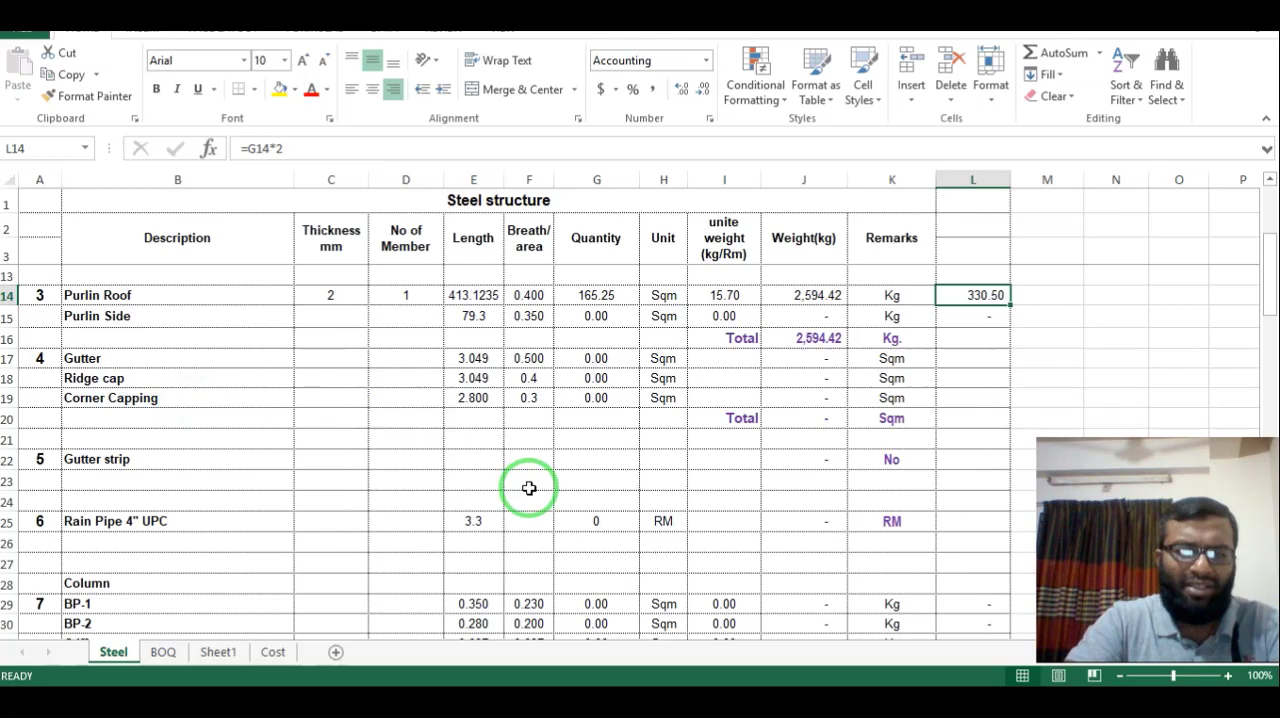 Cut
Copy
Paste
Format Painter
Clipboard
Arial
10
B I U
Font
Wrap Text
Merge & Center
Alignment
Accounting
$ % ,
Number
Conditional Formatting
Format as Table
Cell Styles
Styles
Insert
Delete
Format
Cells
AutoSum
Fill
Clear
Sort & Filter
Find & Select
Editing
L14
fx
=G14*2
A B C D E F G H I J K L M N O P
1 Steel structure
2
3
Description
Thickness mm
No of Member
Length
Breath/ area
Quantity
Unit
unite weight (kg/Rm)
Weight(kg)
Remarks
13
14 3 Purlin Roof 2 1 413.1235 0.400 165.25 Sqm 15.70 2,594.42 Kg 330.50
15 Purlin Side 79.3 0.350 0.00 Sqm 0.00 - Kg -
16 Total 2,594.42 Kg.
17 4 Gutter 3.049 0.500 0.00 Sqm - Sqm
18 Ridge cap 3.049 0.4 0.00 Sqm - Sqm
19 Corner Capping 2.800 0.3 0.00 Sqm - Sqm
20 Total - Sqm
21
22 5 Gutter strip - No
23
24
25 6 Rain Pipe 4" UPC 3.3 0 RM - RM
26
27
28 Column
29 7 BP-1 0.350 0.230 0.00 Sqm 0.00 - Kg -
30 BP-2 0.280 0.200 0.00 Sqm 0.00 - Kg -
Steel BOQ Sheet1 Cost
READY
100%